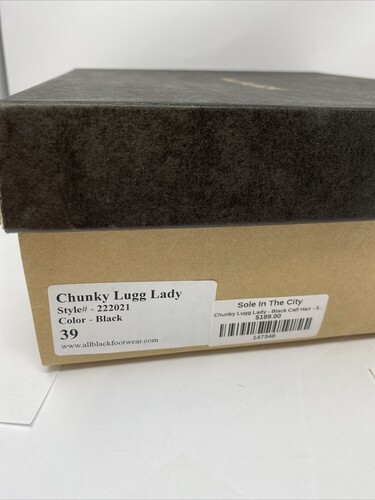 Chunky Lugg Lady
Style# - 222021
Color - Black
39
www.allblackfootwear.com
Sole In The City
Chunky Lugg Lady - Black Calf Hair - 3.
$189.00
147348